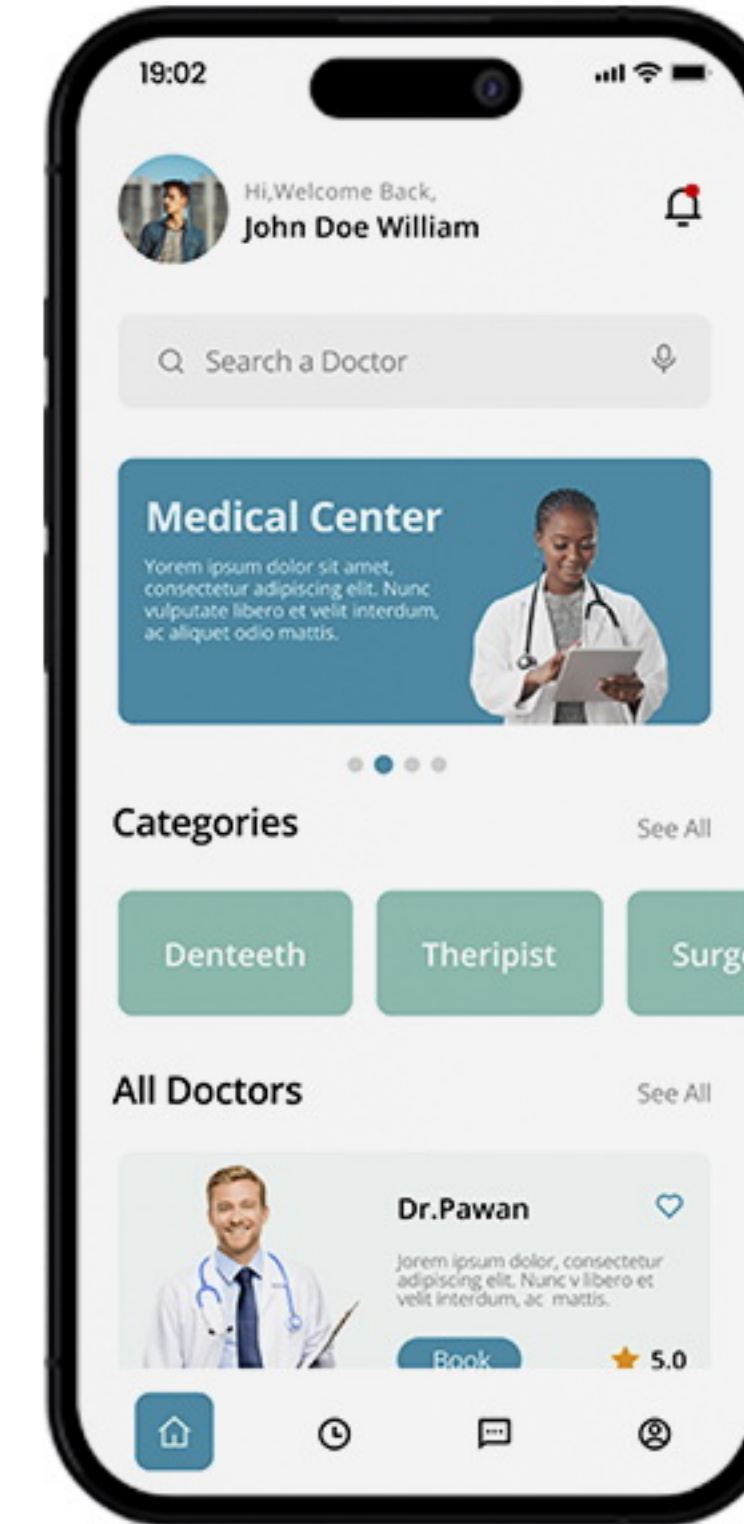 19:02
Hi,Welcome Back,
John Doe William
Search a Doctor
Medical Center
Yorem ipsum dolor sit amet,
consectetur adipiscing elit. Nunc
vulputate libero et velit interdum,
ac aliquet odio mattis.
Categories
See All
Denteeth
Theripist
Surge
All Doctors
See All
Dr.Pawan
Jorem ipsum dolor, consectetur
adipiscing elit. Nunc v libero et
velit interdum, ac mattis.
Book
5.0